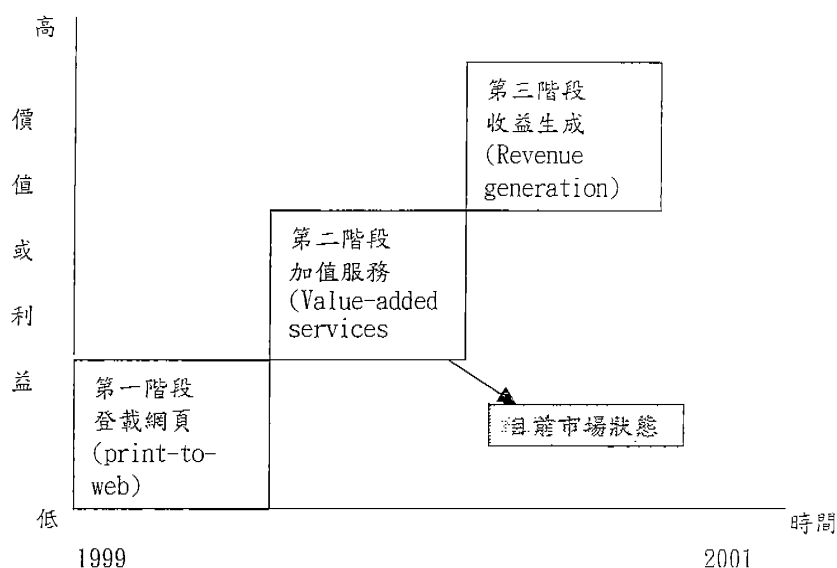 高
價
值
或
利
益
低
第三階段
收益生成
(Revenue
generation)
第二階段
加值服務
(Value-added
services
第一階段
登載網頁
(print-to-
web)
目前市場狀態
時間
1999
2001